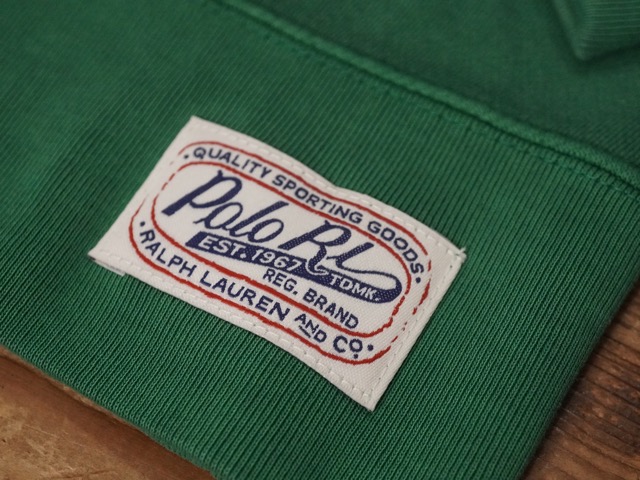 QUALITY SPORTING GOODS
Polo RL
EST. 1967 TDMK.
REG. BRAND
RALPH LAUREN AND CO.